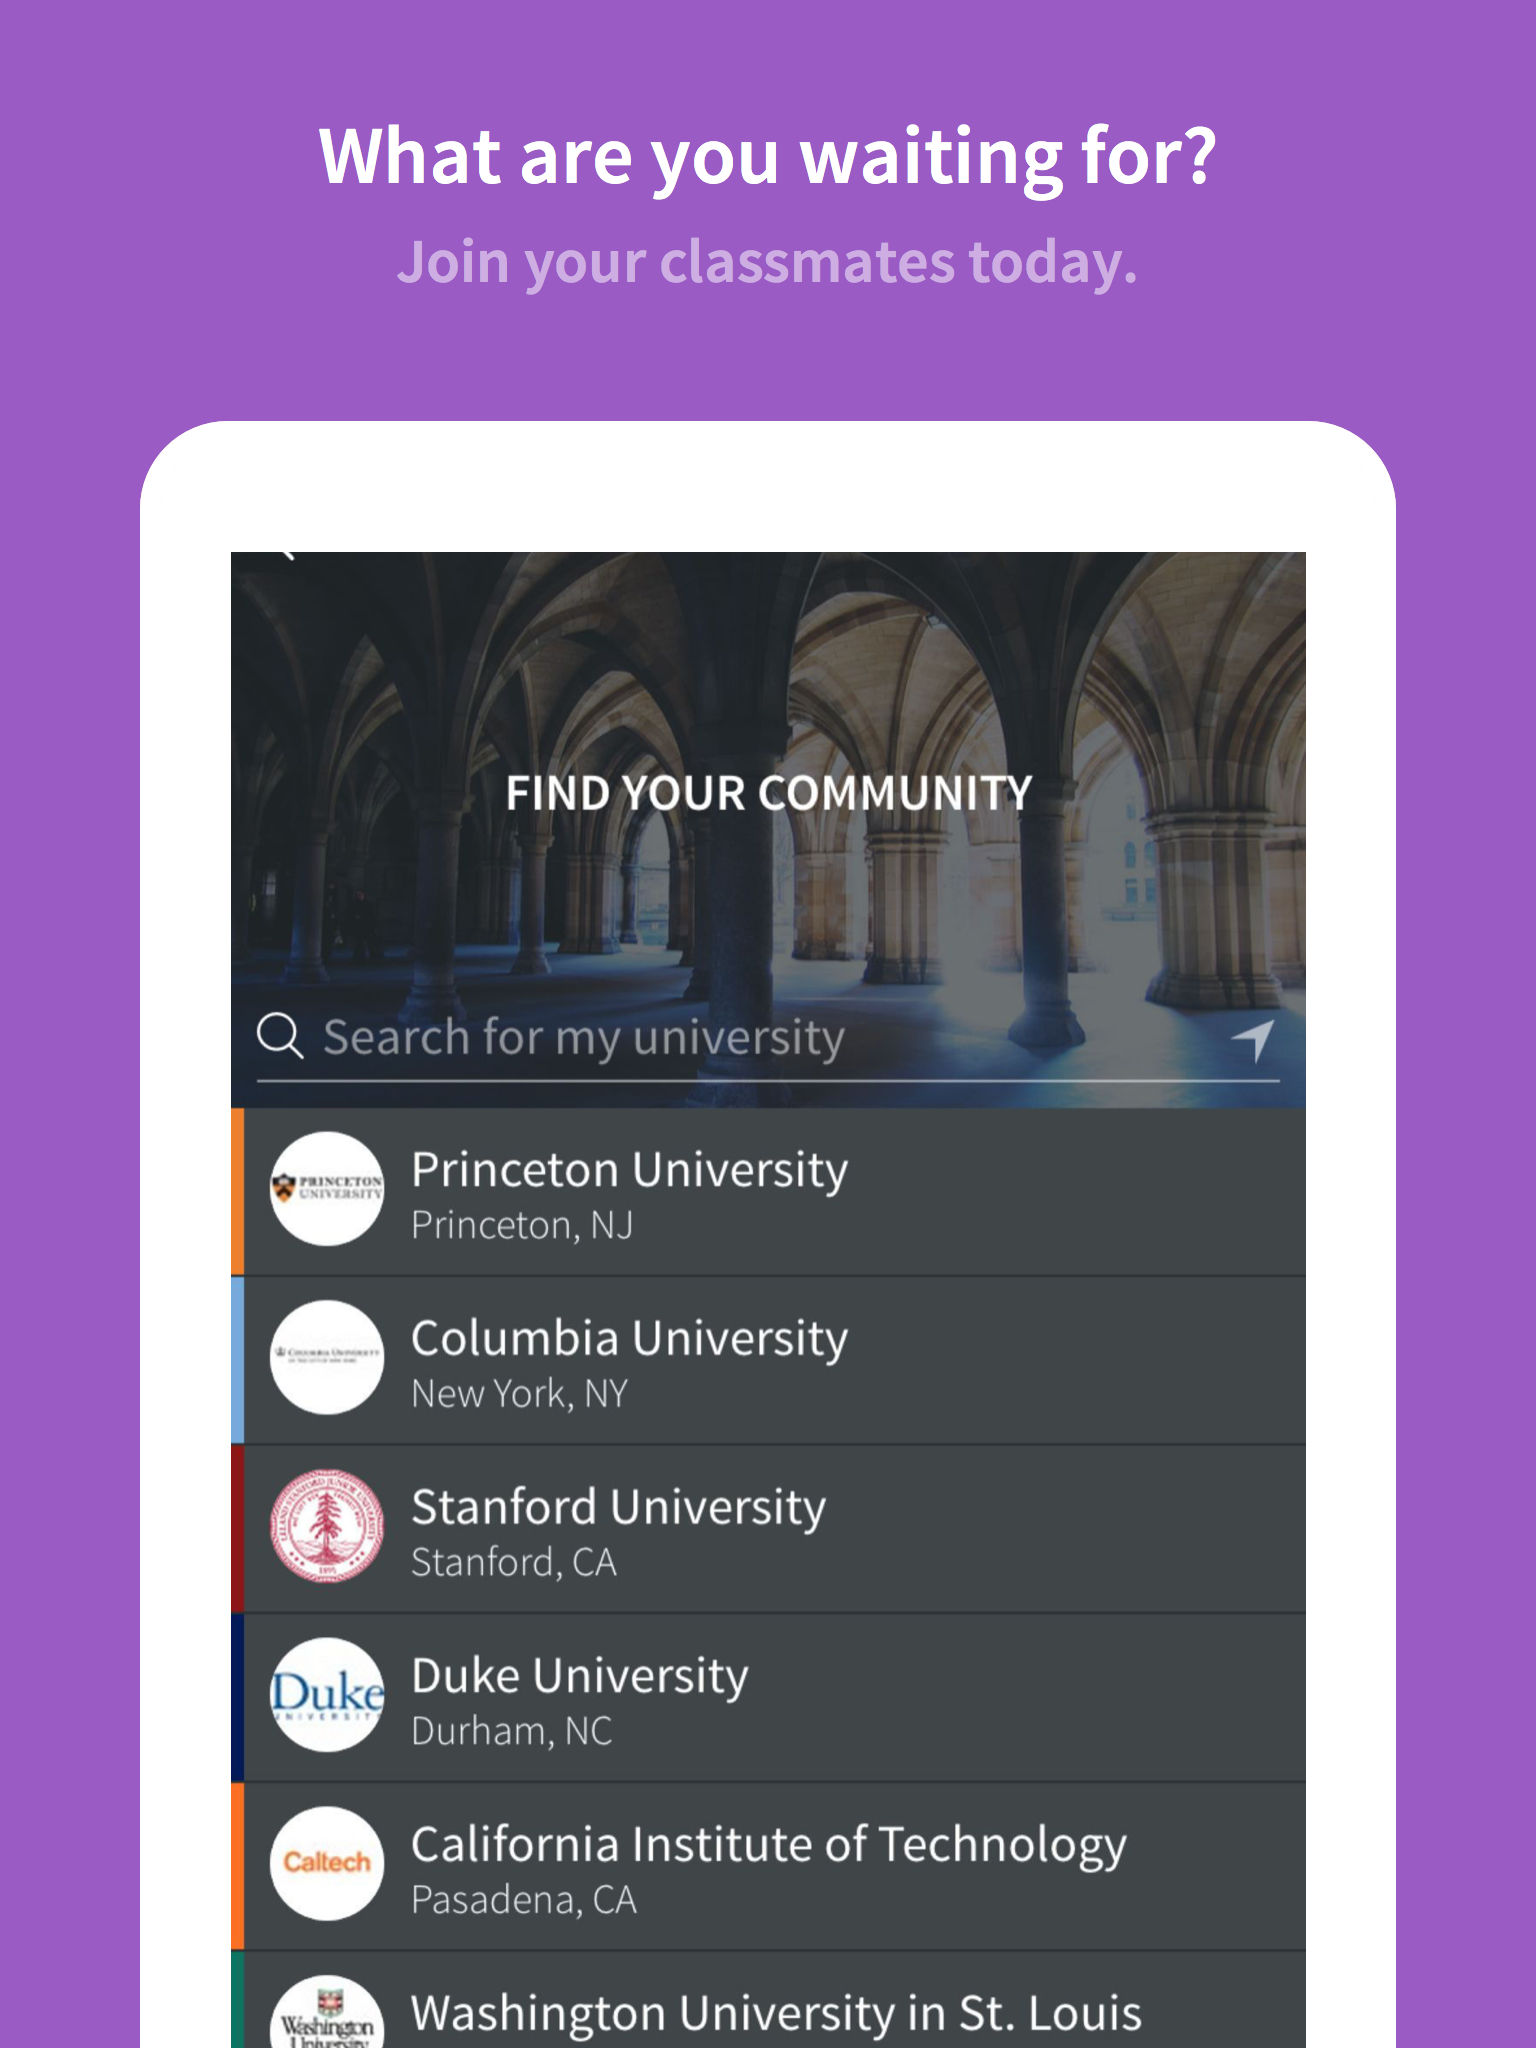 What are you waiting for?
Join your classmates today.
FIND YOUR COMMUNITY
Search for my university
PRINCETON
UNIVERSITY
Princeton University
Princeton, NJ
COLUMBIA UNIVERSITY
Columbia University
New York, NY
Stanford University
Stanford, CA
Duke
UNIVERSITY
Duke University
Durham, NC
Caltech
California Institute of Technology
Pasadena, CA
Washington
University
Washington University in St. Louis